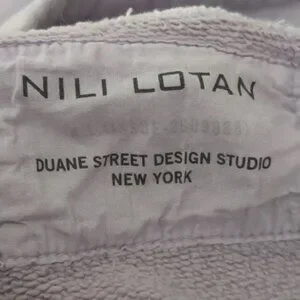 NILI LOTAN
DUANE STREET DESIGN STUDIO
NEW YORK